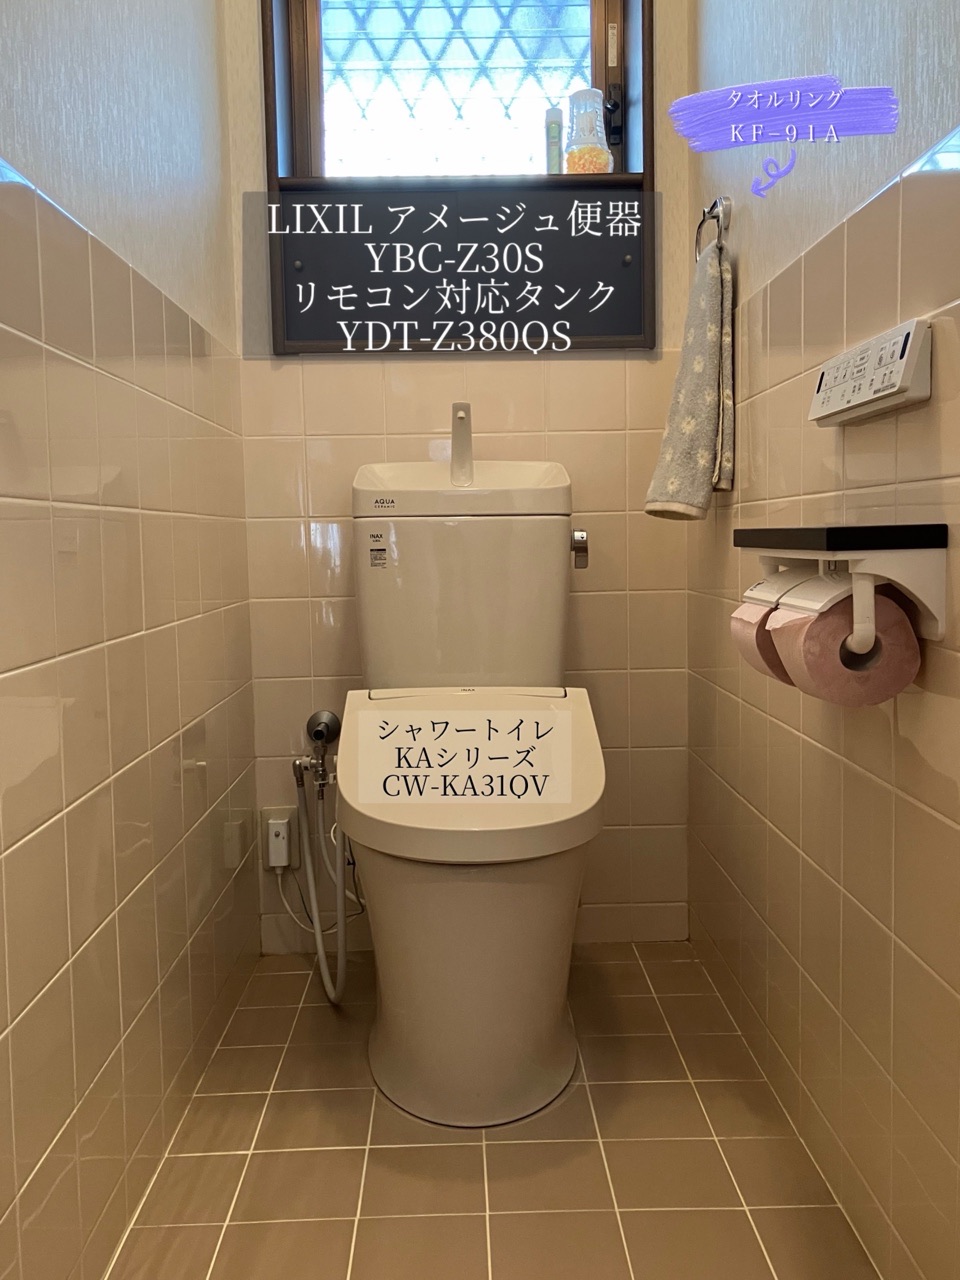 タオルリング
KF-91A
LIXIL アメージュ便器
YBC-Z30S
リモコン対応タンク
YDT-Z380QS
AQUA
CERAMIC
INAX
INAX
シャワートイレ
KAシリーズ
CW-KA31QV